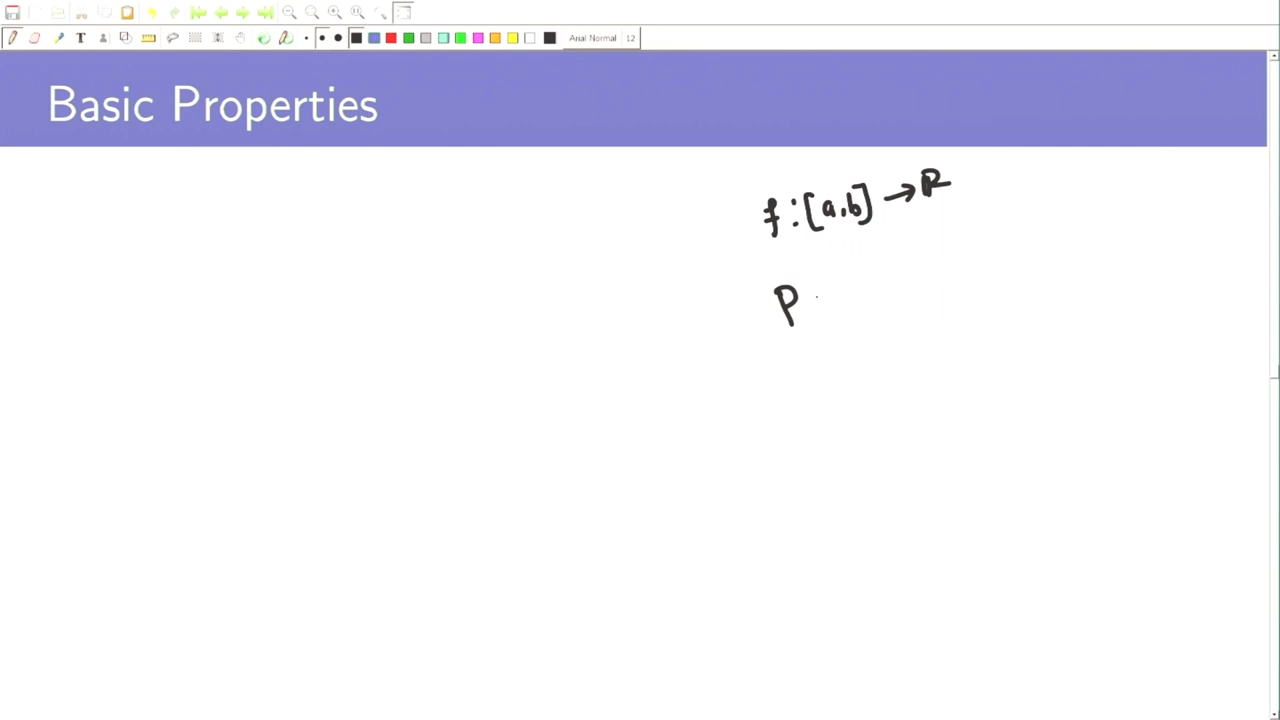 Arial Normal 12
Basic Properties
f : [a,b] → ℝ
P